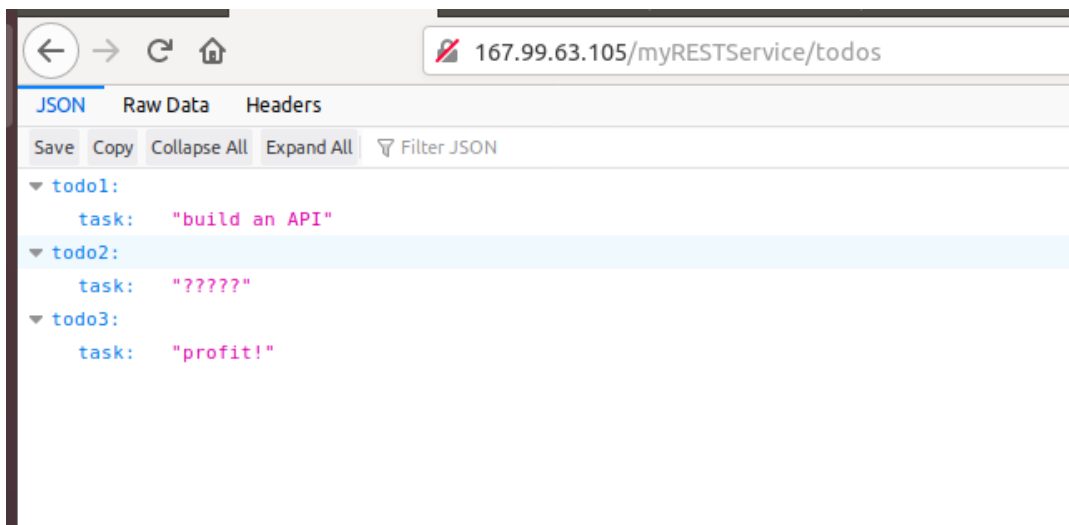 167.99.63.105/myRESTService/todos
JSON Raw Data Headers
Save Copy Collapse All Expand All Filter JSON
todo1:
task: "build an API"
todo2:
task: "?????"
todo3:
task: "profit!"